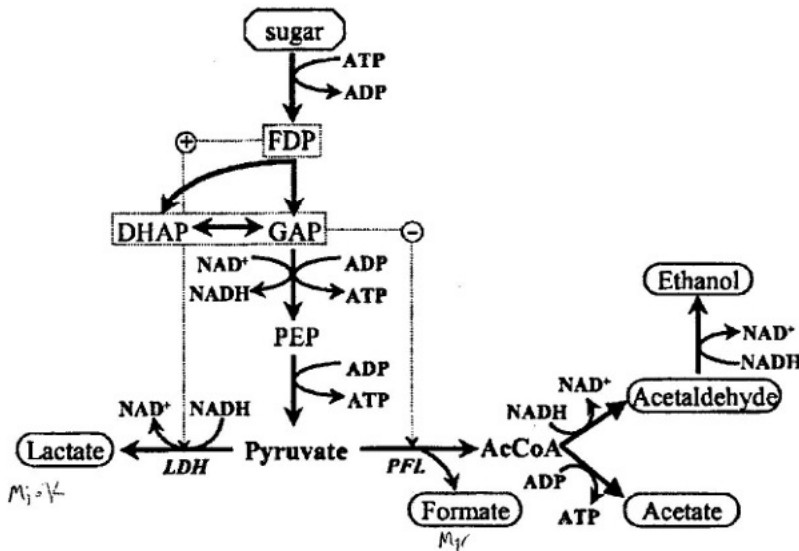 sugar
ATP
ADP
+
FDP
DHAP
GAP
−
NAD⁺
ADP
NADH
ATP
Ethanol
PEP
NAD⁺
NADH
ADP
ATP
NAD⁺
NADH
NAD⁺
NADH
Acetaldehyde
Lactate
LDH
Pyruvate
PFL
AcCoA
ADP
ATP
Formate
Acetate